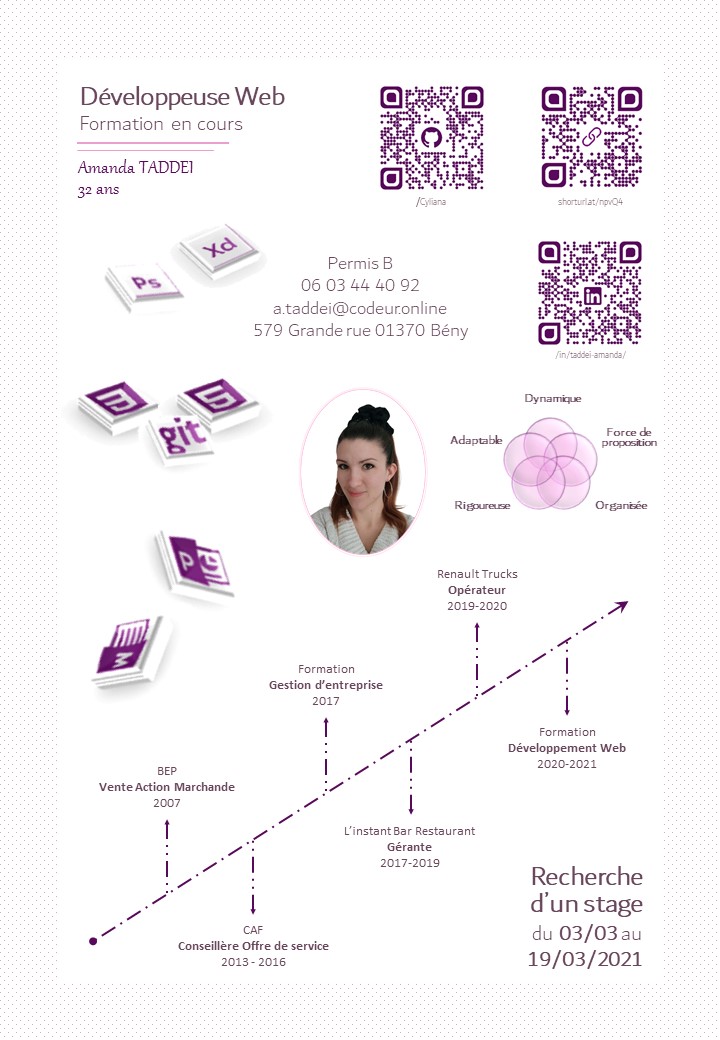 Développeuse Web
Formation en cours
Amanda TADDEI
32 ans
/Cyliana
shorturl.at/npvQ4
Xd
Ps
Permis B
06 03 44 40 92
a.taddei@codeur.online
579 Grande rue 01370 Bény
in
/in/taddei-amanda/
git
Dynamique
Adaptable
Force de
proposition
Rigoureuse
Organisée
P
Renault Trucks
Opérateur
2019-2020
Formation
Gestion d’entreprise
2017
Formation
Développement Web
2020-2021
BEP
Vente Action Marchande
2007
L’instant Bar Restaurant
Gérante
2017-2019
CAF
Conseillère Offre de service
2013 - 2016
Recherche
d’un stage
du 03/03 au
19/03/2021